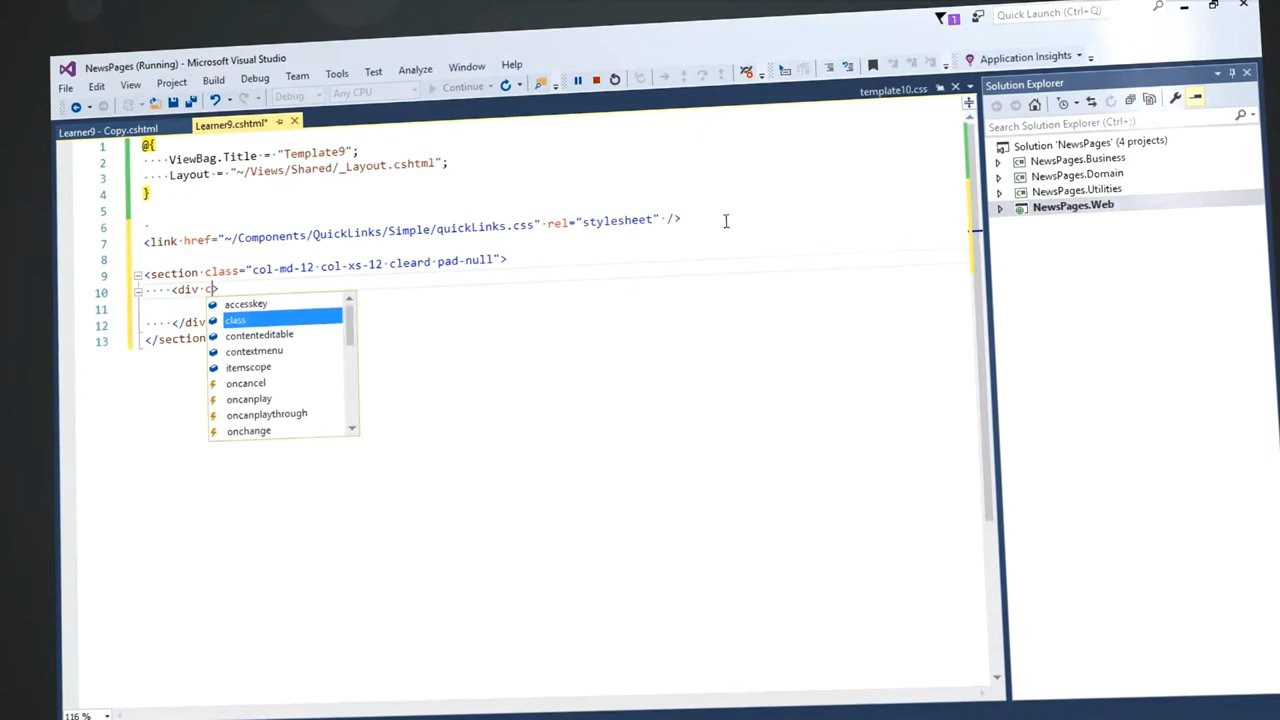 1
Quick Launch (Ctrl+Q)
NewsPages (Running) - Microsoft Visual Studio
File Edit View Project Build Debug Team Tools Test Analyze Window Help
Debug Any CPU Continue Application Insights
Learner9 - Copy.cshtml Learner9.cshtml* template10.css
1 @{
2 ····ViewBag.Title·=·"Template9";
3 ····Layout·=·"~/Views/Shared/_Layout.cshtml";
4 }
5
6 ·
7 <link·href="~/Components/QuickLinks/Simple/quickLinks.css"·rel="stylesheet"·/>
8
9 <section·class="col-md-12·col-xs-12·cleard·pad-null">
10 ····<div·c>
11
12 ····</div
13 </section
accesskey
class
contenteditable
contextmenu
itemscope
oncancel
oncanplay
oncanplaythrough
onchange
116 %
Solution Explorer
Search Solution Explorer (Ctrl+;)
Solution 'NewsPages' (4 projects)
NewsPages.Business
NewsPages.Domain
NewsPages.Utilities
NewsPages.Web